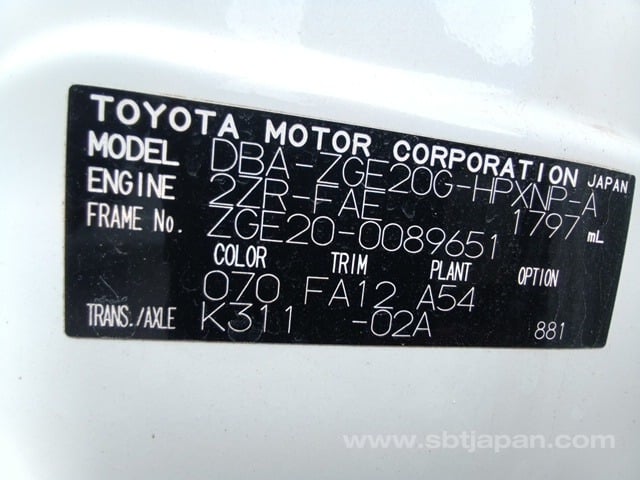 TOYOTA MOTOR CORPORATION JAPAN
MODEL DBA-ZGE20G-HPXNP-A
ENGINE 2ZR-FAE 1797 mL
FRAME No. ZGE20-0089651
COLOR TRIM PLANT OPTION
070 FA12 A54
TRANS./AXLE K311 -02A 881
www.sbtjapan.com